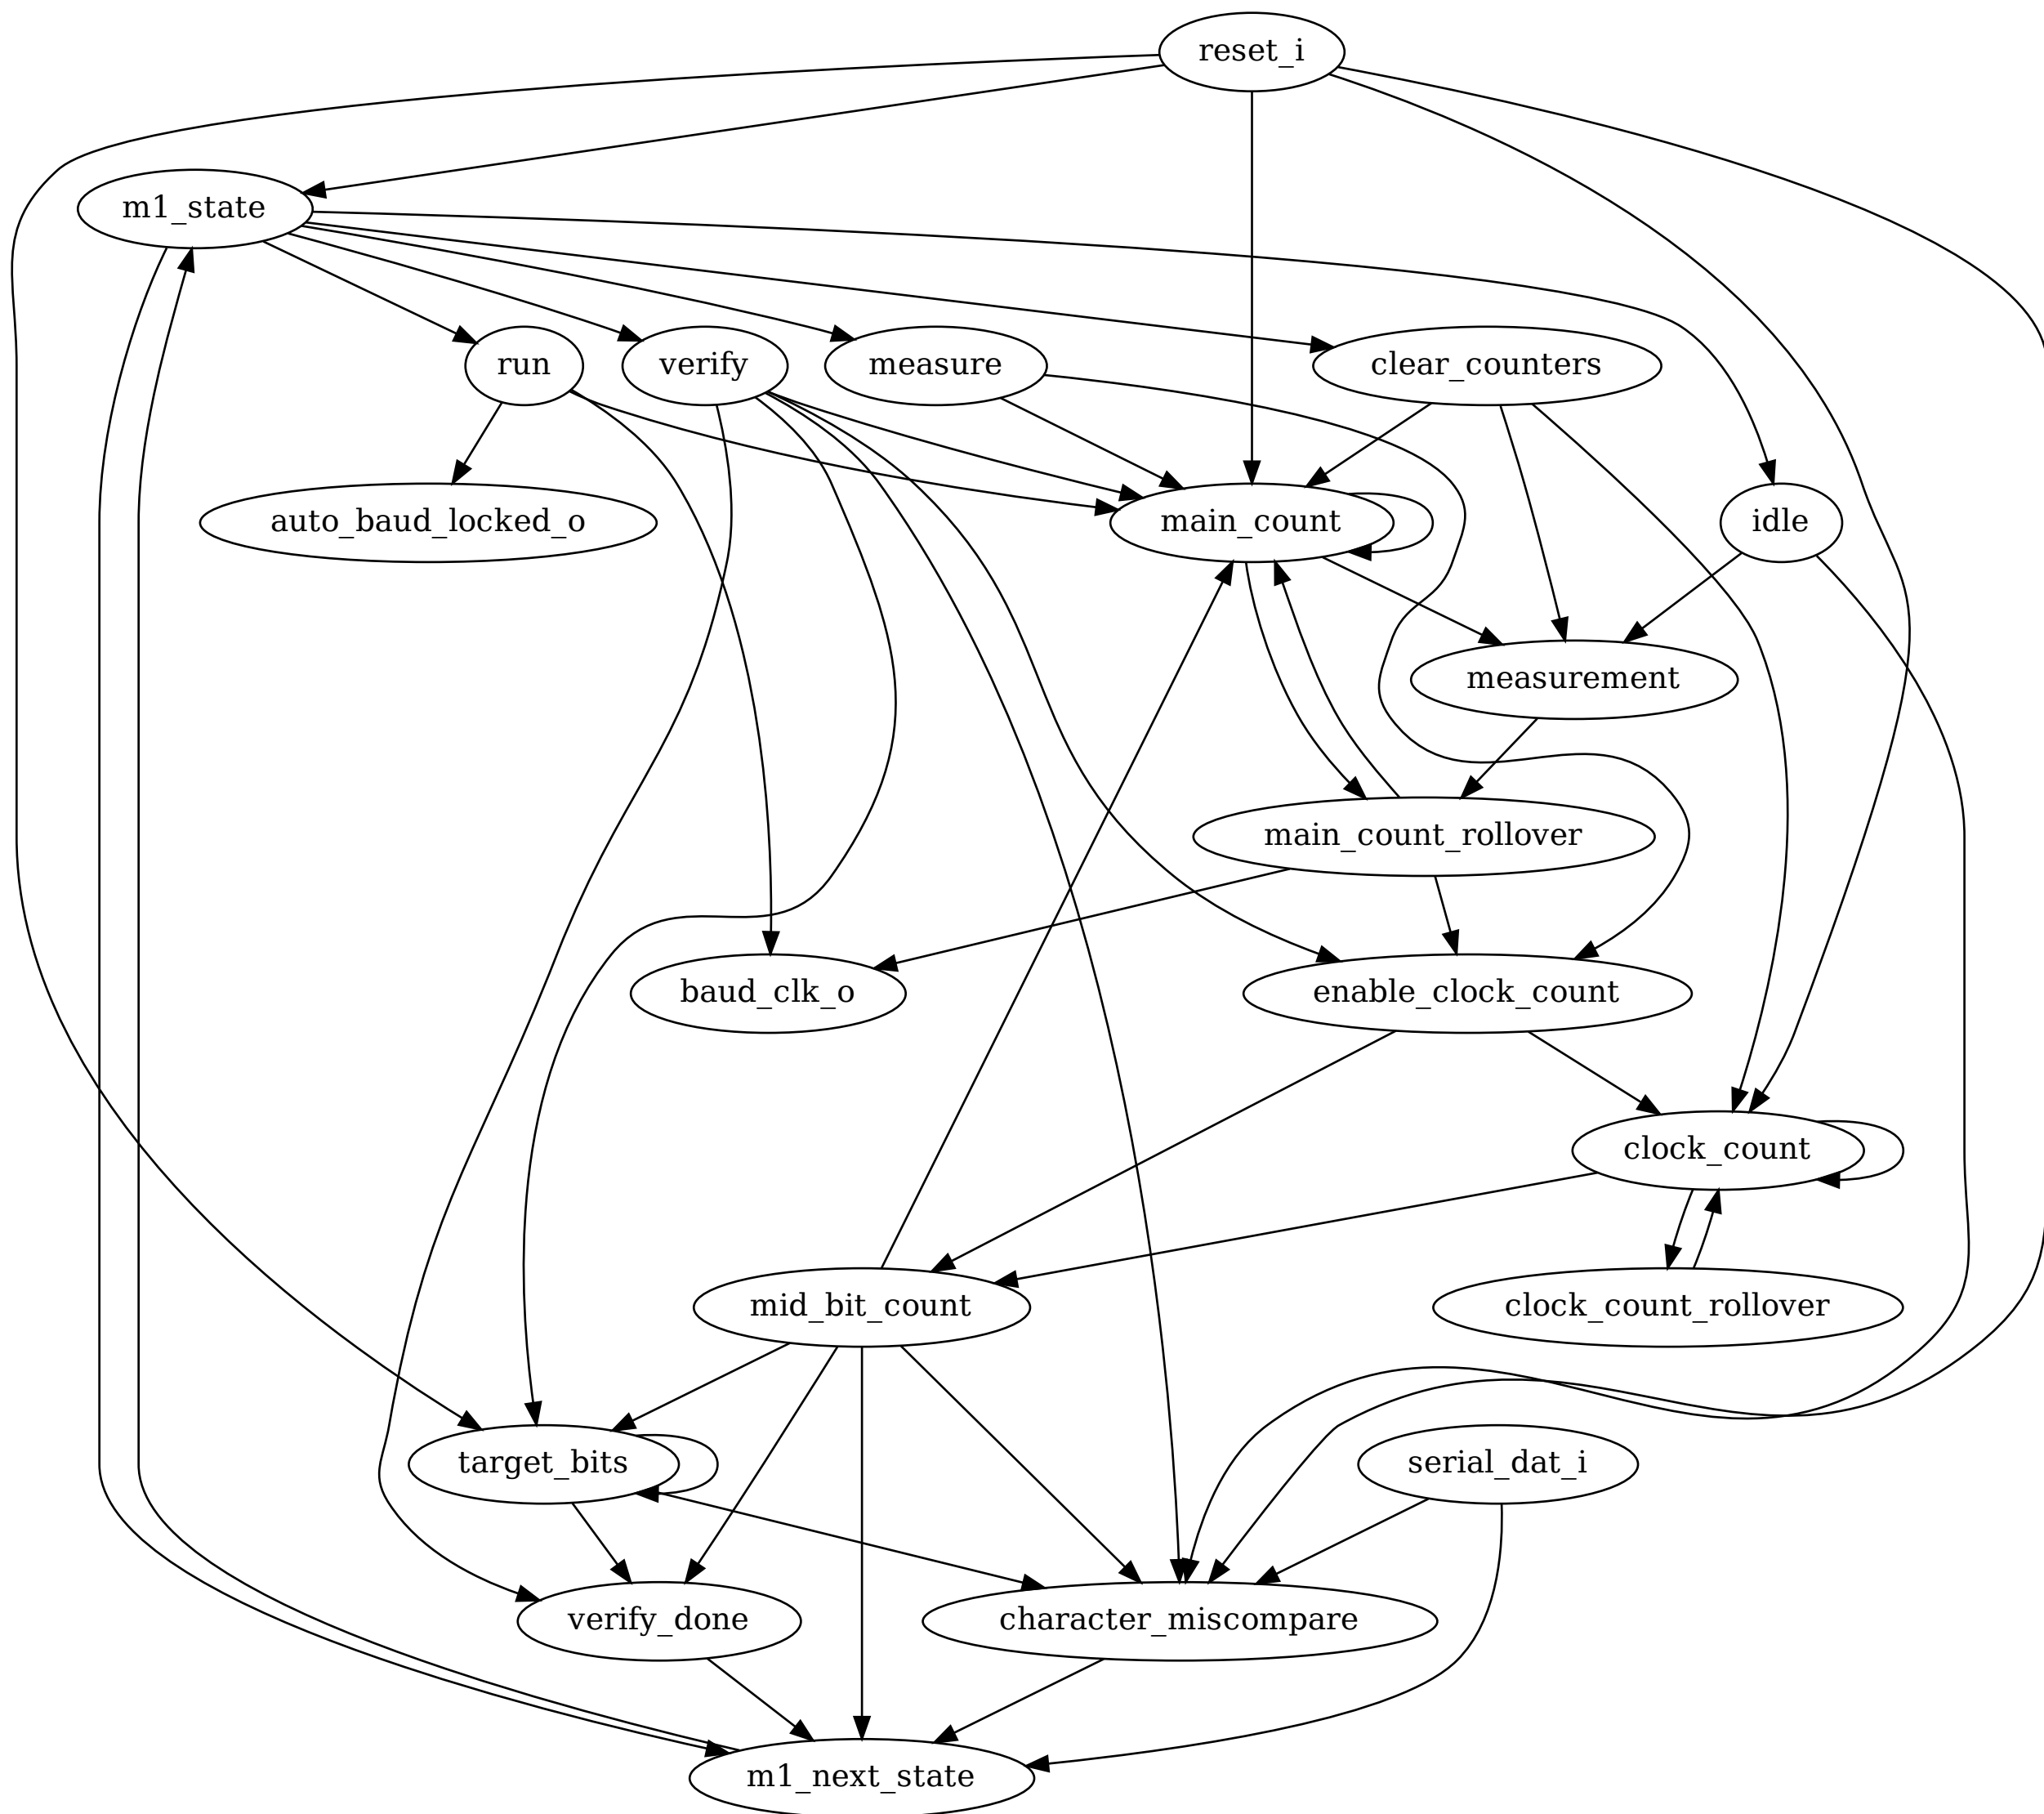 reset_i
m1_state
run
verify
measure
clear_counters
auto_baud_locked_o
main_count
idle
measurement
main_count_rollover
baud_clk_o
enable_clock_count
clock_count
mid_bit_count
clock_count_rollover
target_bits
serial_dat_i
verify_done
character_miscompare
m1_next_state